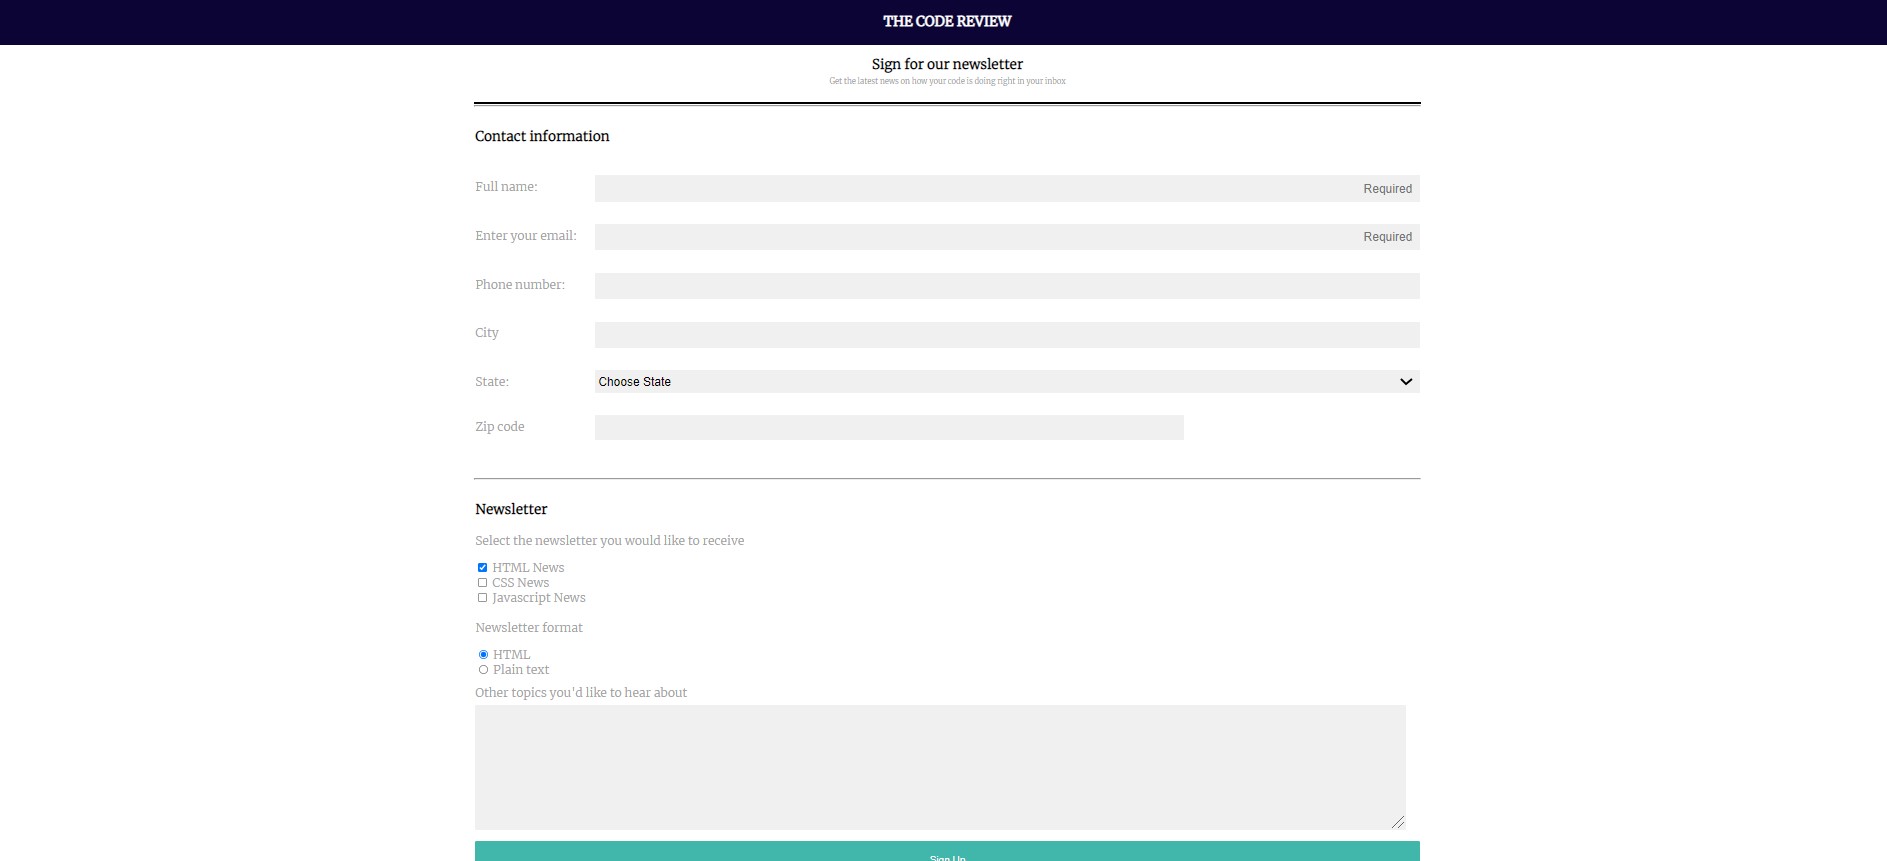 THE CODE REVIEW
Sign for our newsletter
Get the latest news on how your code is doing right in your inbox
Contact information
Full name: Required
Enter your email: Required
Phone number:
City
State: Choose State
Zip code
Newsletter
Select the newsletter you would like to receive
HTML News
CSS News
Javascript News
Newsletter format
HTML
Plain text
Other topics you'd like to hear about
Sign Up